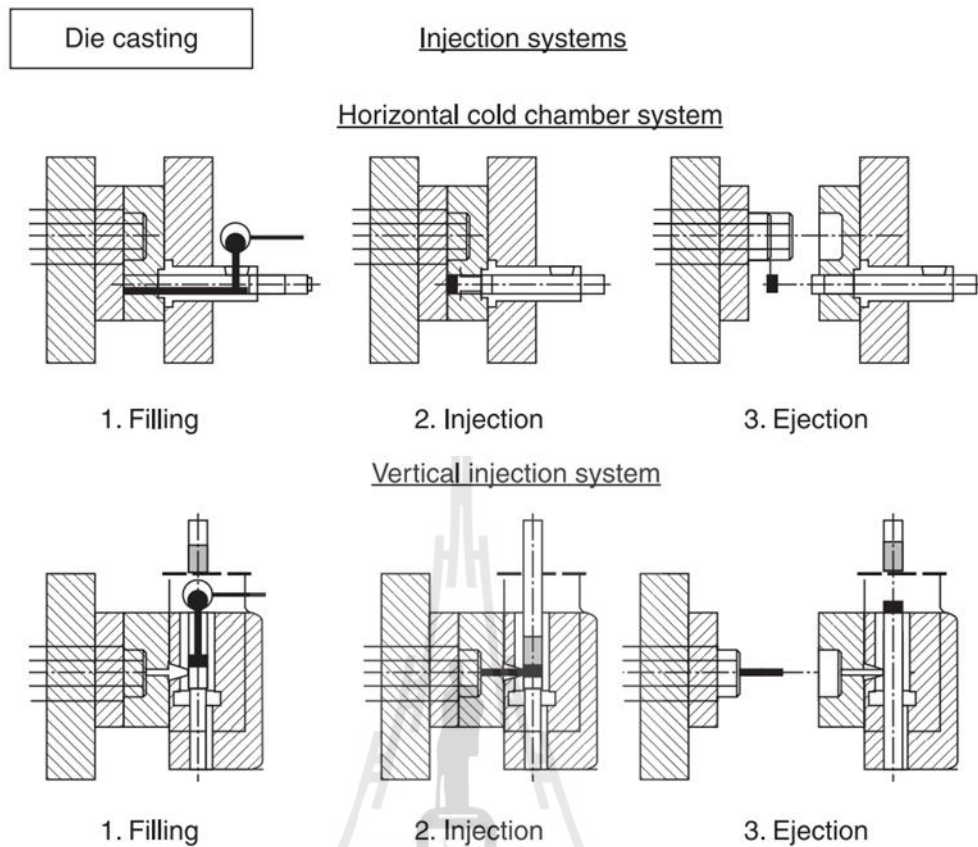 Die casting
Injection systems
Horizontal cold chamber system
1. Filling
2. Injection
3. Ejection
Vertical injection system
1. Filling
2. Injection
3. Ejection